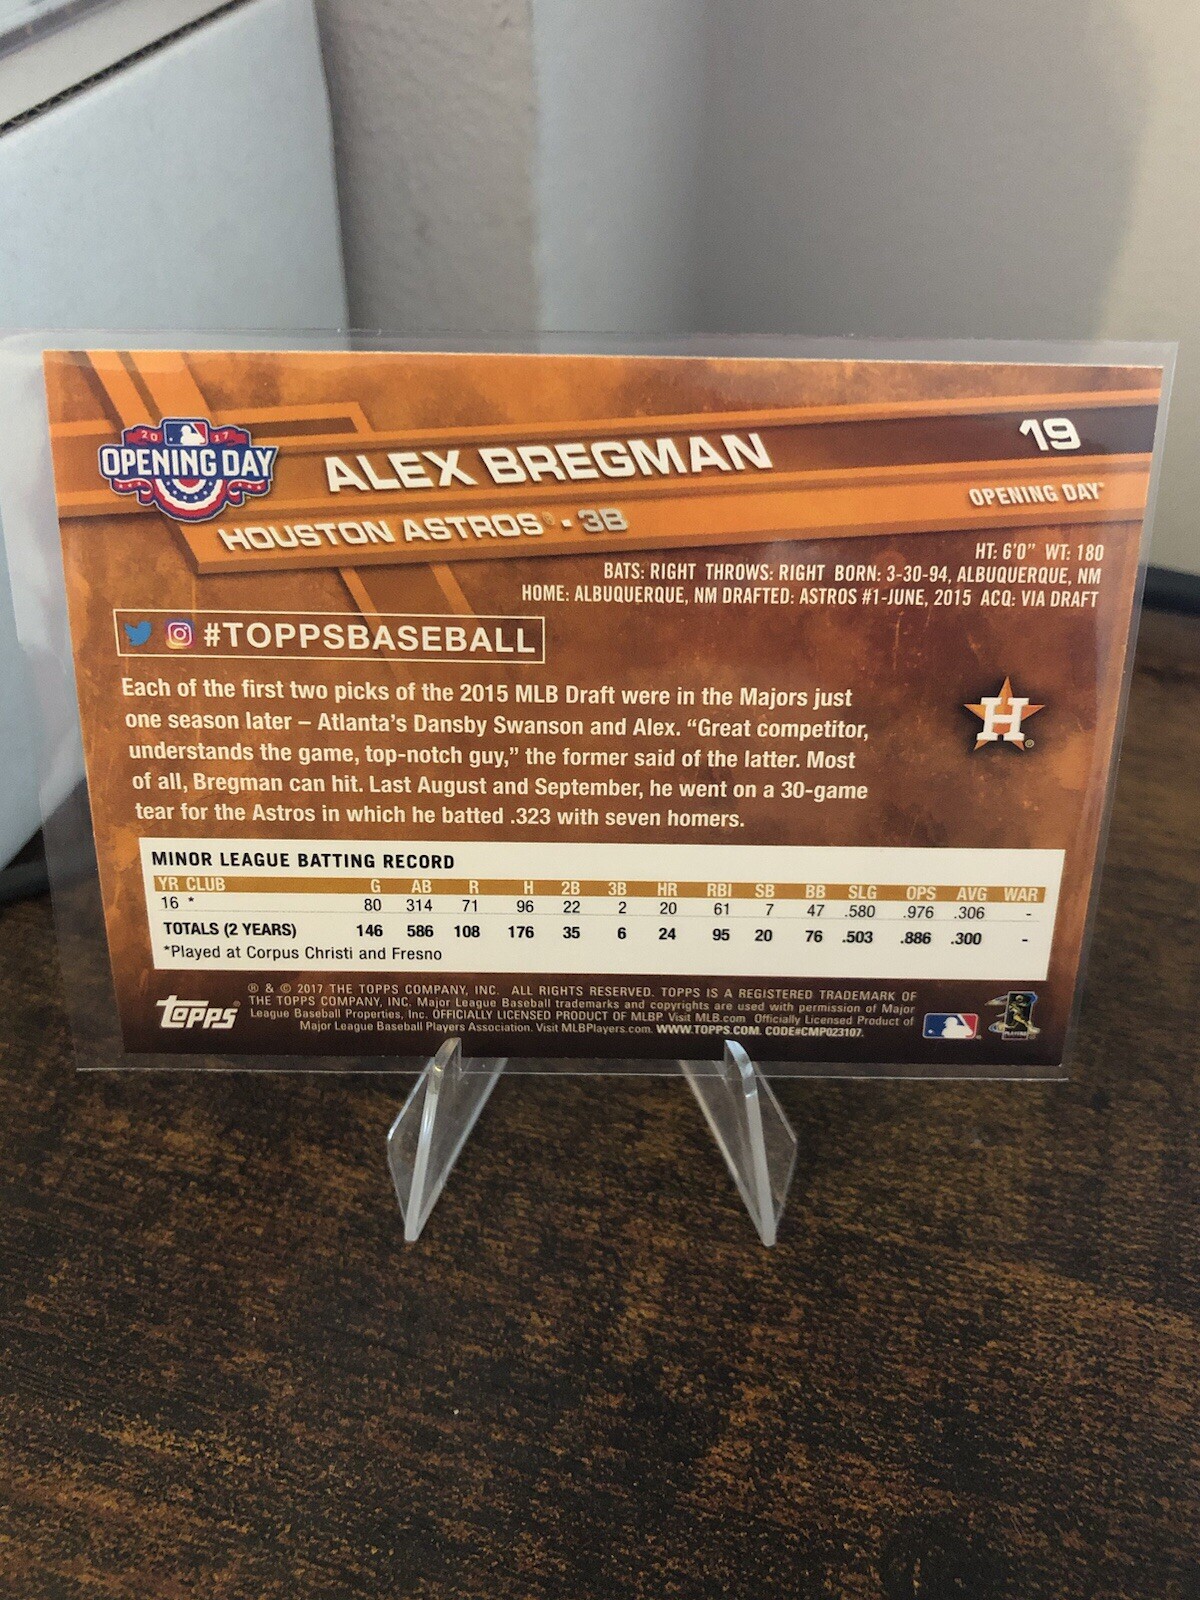 2017
OPENING DAY
ALEX BREGMAN
19
HOUSTON ASTROS® • 3B
OPENING DAY™
HT: 6'0" WT: 180
BATS: RIGHT THROWS: RIGHT BORN: 3-30-94, ALBUQUERQUE, NM
HOME: ALBUQUERQUE, NM DRAFTED: ASTROS #1-JUNE, 2015 ACQ: VIA DRAFT
#TOPPSBASEBALL
Each of the first two picks of the 2015 MLB Draft were in the Majors just
one season later – Atlanta's Dansby Swanson and Alex. “Great competitor,
understands the game, top-notch guy,” the former said of the latter. Most
of all, Bregman can hit. Last August and September, he went on a 30-game
tear for the Astros in which he batted .323 with seven homers.
H®
MINOR LEAGUE BATTING RECORD
YR CLUB G AB R H 2B 3B HR RBI SB BB SLG OPS AVG WAR
16 * 80 314 71 96 22 2 20 61 7 47 .580 .976 .306 -
TOTALS (2 YEARS) 146 586 108 176 35 6 24 95 20 76 .503 .886 .300 -
*Played at Corpus Christi and Fresno
topps®
® & © 2017 THE TOPPS COMPANY, INC. ALL RIGHTS RESERVED. TOPPS IS A REGISTERED TRADEMARK OF
THE TOPPS COMPANY, INC. Major League Baseball trademarks and copyrights are used with permission of Major
League Baseball Properties, Inc. OFFICIALLY LICENSED PRODUCT OF MLBP. Visit MLB.com Officially Licensed Product of
Major League Baseball Players Association. Visit MLBPlayers.com. WWW.TOPPS.COM. CODE#CMP023107.
PLAYERS